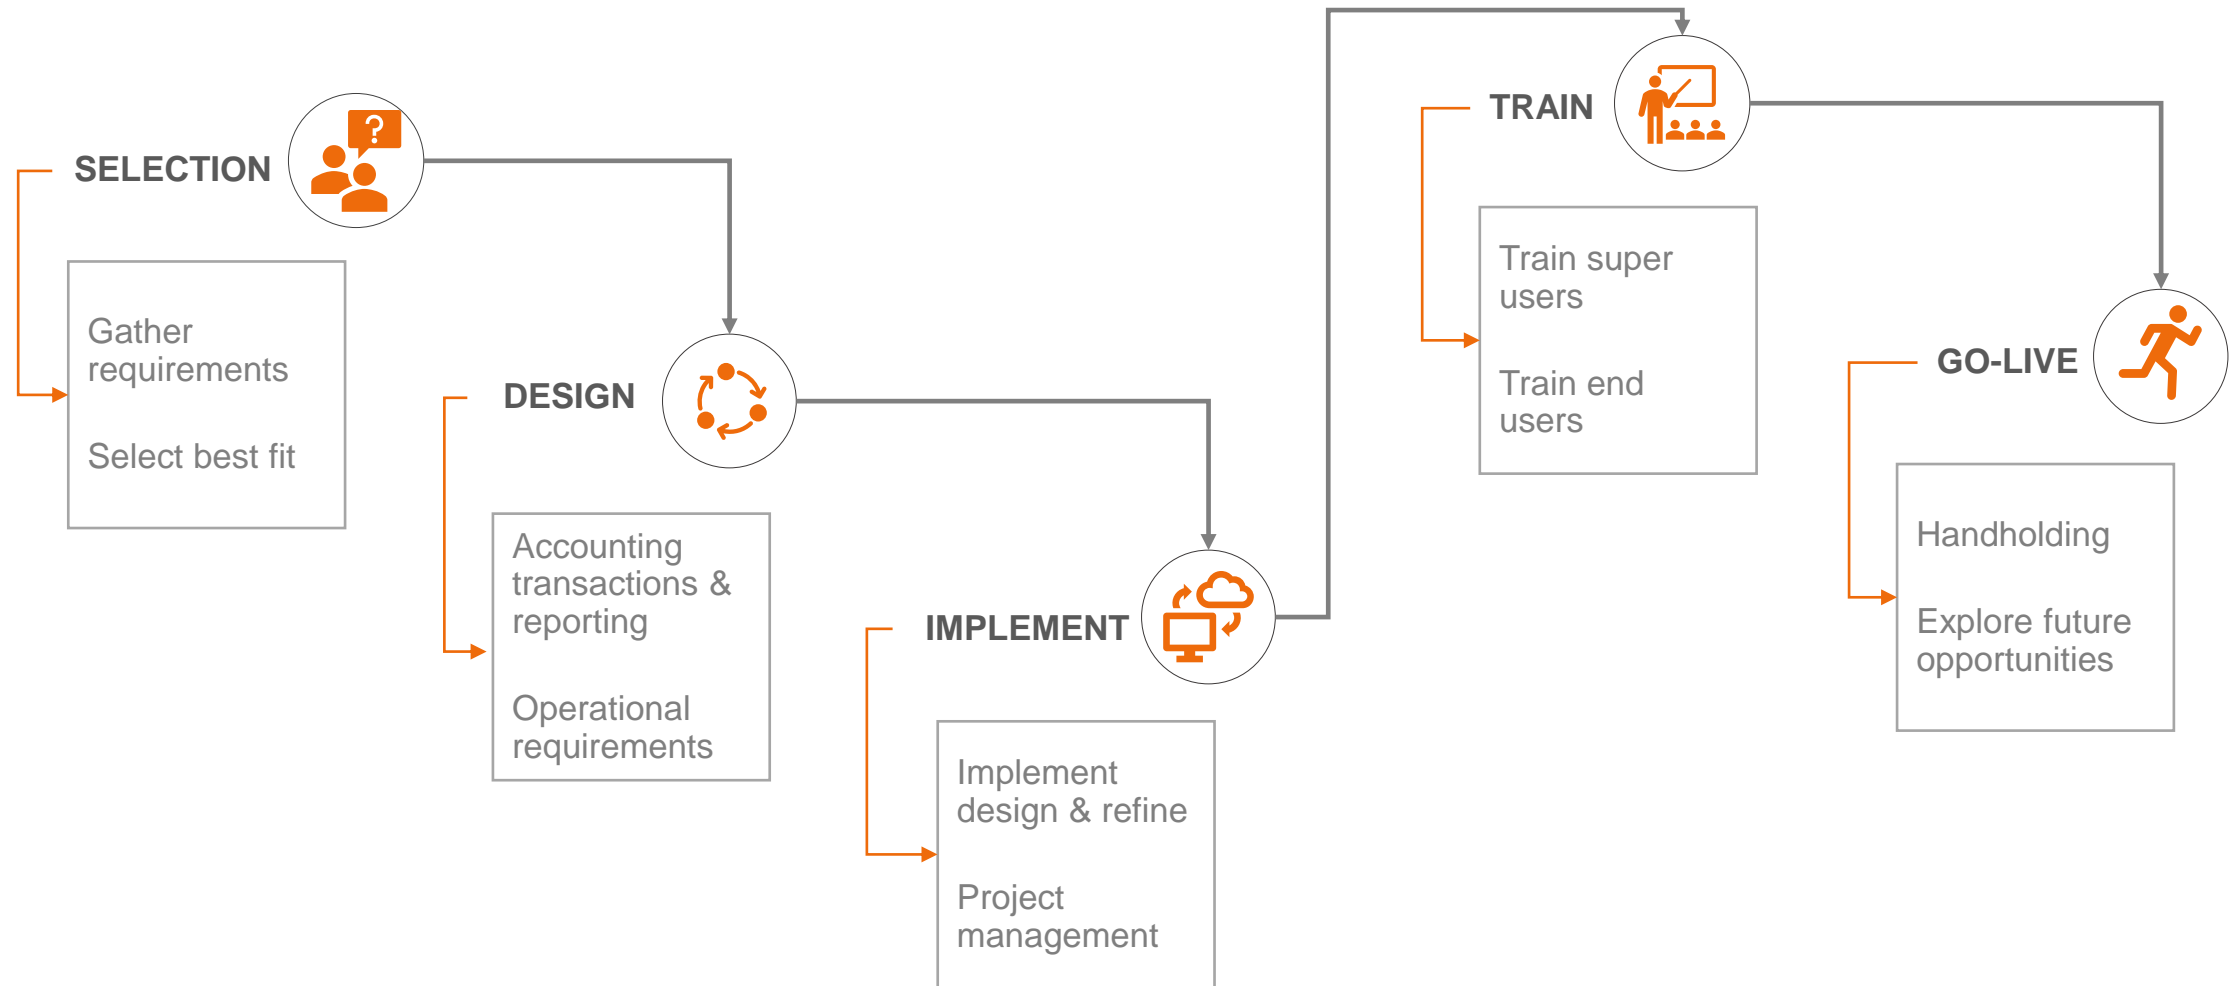 SELECTION
?
Gather
requirements
Select best fit
DESIGN
Accounting
transactions &
reporting
Operational
requirements
IMPLEMENT
Implement
design & refine
Project
management
TRAIN
Train super
users
Train end
users
GO-LIVE
Handholding
Explore future
opportunities